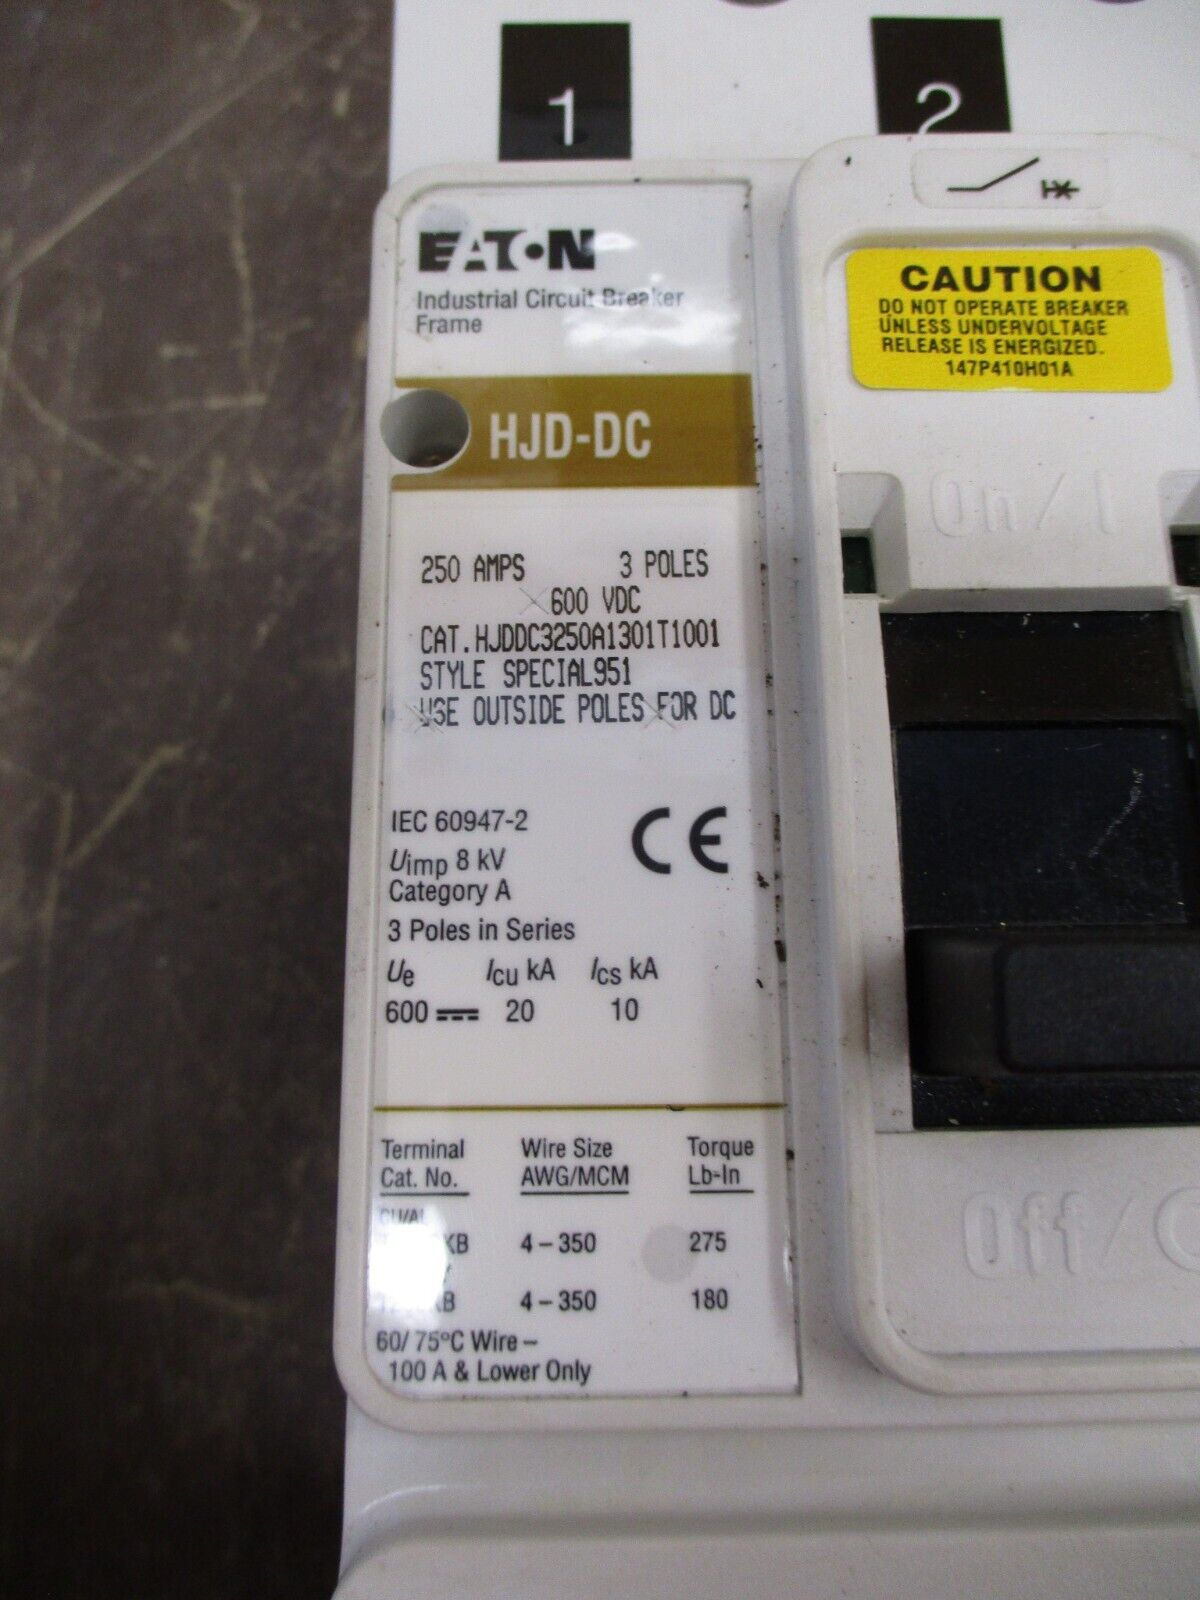 1
2
EATON
Industrial Circuit Breaker
Frame
CAUTION
DO NOT OPERATE BREAKER
UNLESS UNDERVOLTAGE
RELEASE IS ENERGIZED.
147P410H01A
HJD-DC
On/I
250 AMPS 3 POLES
600 VDC
CAT.HJDDC3250A1301T1001
STYLE SPECIAL951
USE OUTSIDE POLES FOR DC
IEC 60947-2
CE
Uimp 8 kV
Category A
3 Poles in Series
Ue Icu kA Ics kA
600 20 10
Terminal Wire Size Torque
Cat. No. AWG/MCM Lb-In
CU/AL
4 – 350 275
4 – 350 180
60/ 75°C Wire –
100 A & Lower Only
Off/O